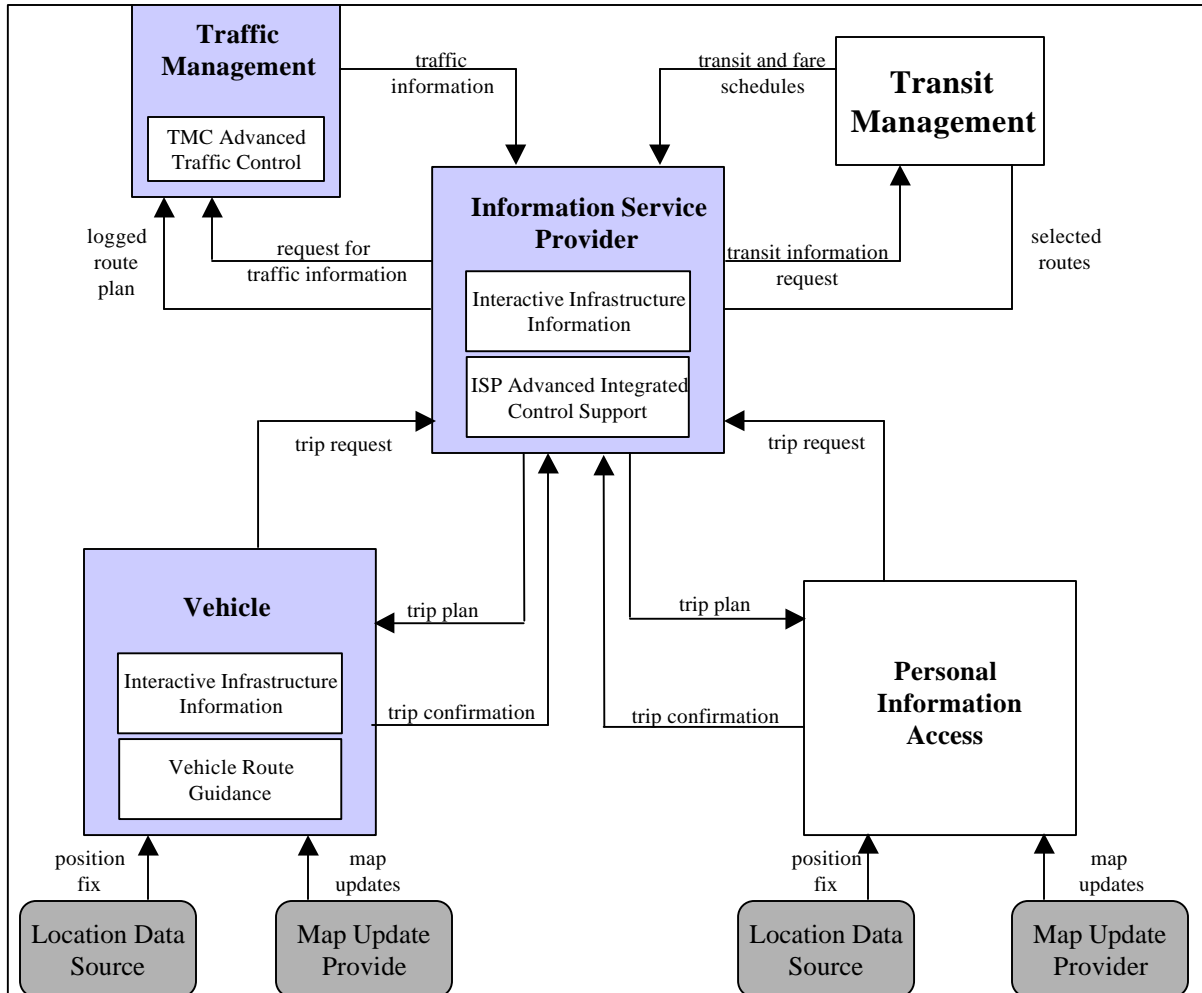 Traffic
Management
TMC Advanced
Traffic Control
traffic
information
transit and fare
schedules
Transit
Management
logged
route
plan
request for
traffic information
Information Service
Provider
Interactive Infrastructure
Information
ISP Advanced Integrated
Control Support
transit information
request
selected
routes
trip request
trip request
Vehicle
Interactive Infrastructure
Information
Vehicle Route
Guidance
trip plan
trip confirmation
trip plan
trip confirmation
Personal
Information
Access
position
fix
map
updates
position
fix
map
updates
Location Data
Source
Map Update
Provide
Location Data
Source
Map Update
Provider